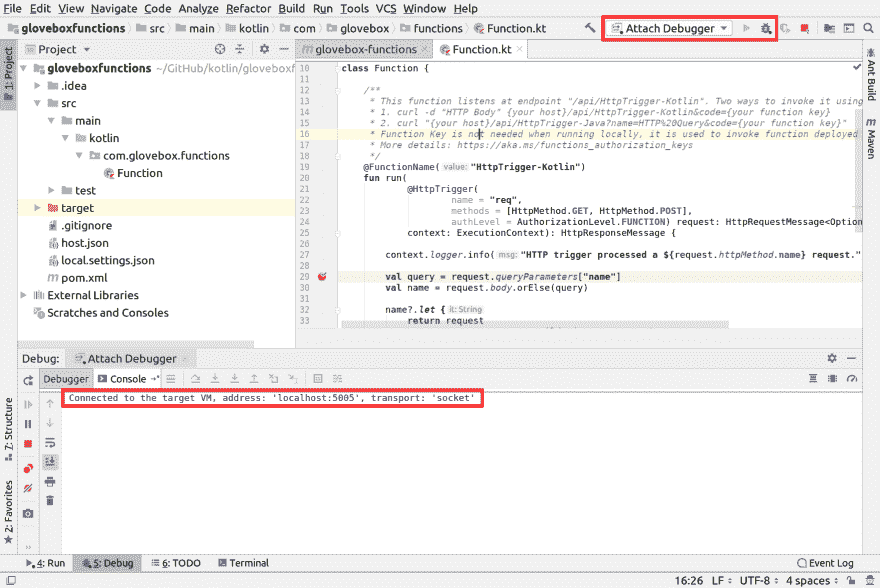 File Edit View Navigate Code Analyze Refactor Build Run Tools VCS Window Help
gloveboxfunctions src main kotlin com glovebox functions Function.kt Attach Debugger
Project glovebox-functions Function.kt
1: Project
gloveboxfunctions ~/GitHub/kotlin/gloveboxf
.idea
src
main
kotlin
com.glovebox.functions
Function
test
target
.gitignore
host.json
local.settings.json
pom.xml
External Libraries
Scratches and Consoles
10 class Function {
11
12 /**
13 * This function listens at endpoint "/api/HttpTrigger-Kotlin". Two ways to invoke it using
14 * 1. curl -d "HTTP Body" {your host}/api/HttpTrigger-Kotlin&code={your function key}
15 * 2. curl "{your host}/api/HttpTrigger-Java?name=HTTP%20Query&code={your function key}"
16 * Function Key is not needed when running locally, it is used to invoke function deployed
17 * More details: https://aka.ms/functions_authorization_keys
18 */
19 @FunctionName( value: "HttpTrigger-Kotlin")
20 fun run(
21 @HttpTrigger(
22 name = "req",
23 methods = [HttpMethod.GET, HttpMethod.POST],
24 authLevel = AuthorizationLevel.FUNCTION) request: HttpRequestMessage<Option
25 context: ExecutionContext): HttpResponseMessage {
26
27 context.logger.info( msg: "HTTP trigger processed a ${request.httpMethod.name} request."
28
29 val query = request.queryParameters["name"]
30 val name = request.body.orElse(query)
31
32 name?.let { it: String
33 return request
Ant Build
Maven
Debug: Attach Debugger
Debugger Console
Connected to the target VM, address: 'localhost:5005', transport: 'socket'
7: Structure
2: Favorites
4: Run 5: Debug 6: TODO Terminal Event Log
16:26 LF UTF-8 4 spaces